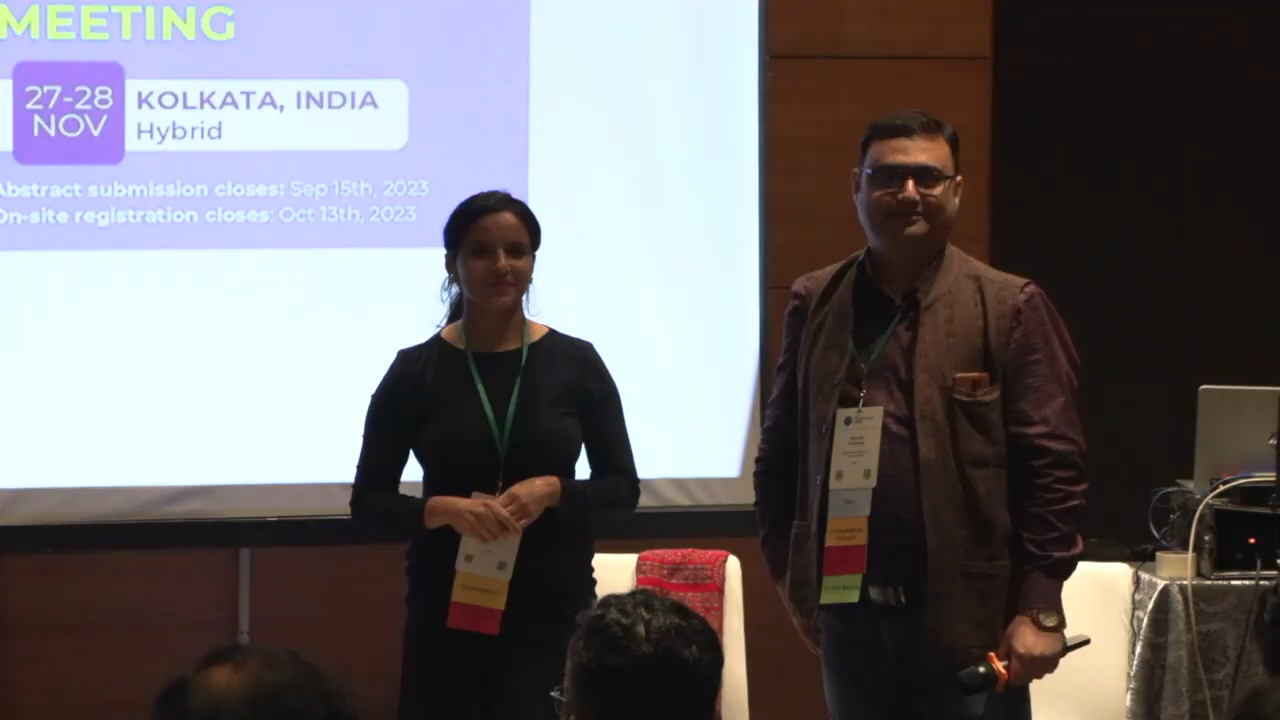 MEETING
27-28
NOV
KOLKATA, INDIA
Hybrid
Abstract submission closes: Sep 15th, 2023
On-site registration closes: Oct 13th, 2023